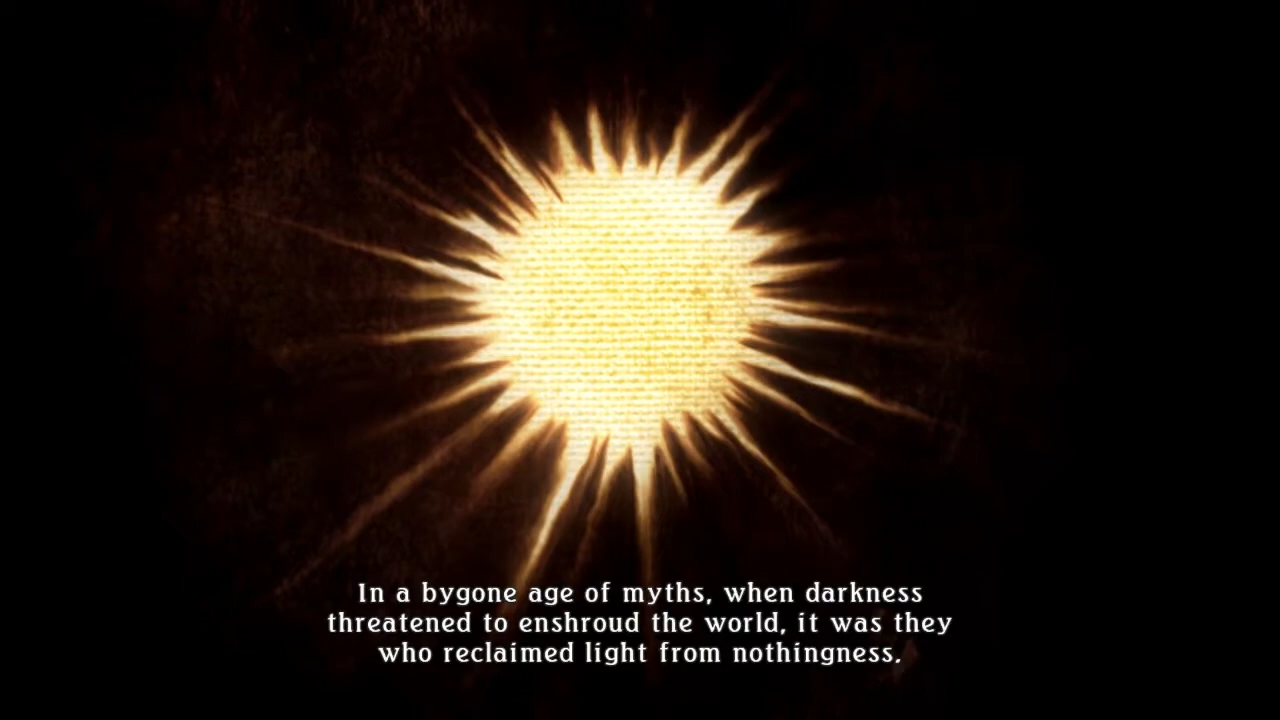 In a bygone age of myths, when darkness
threatened to enshroud the world, it was they
who reclaimed light from nothingness.